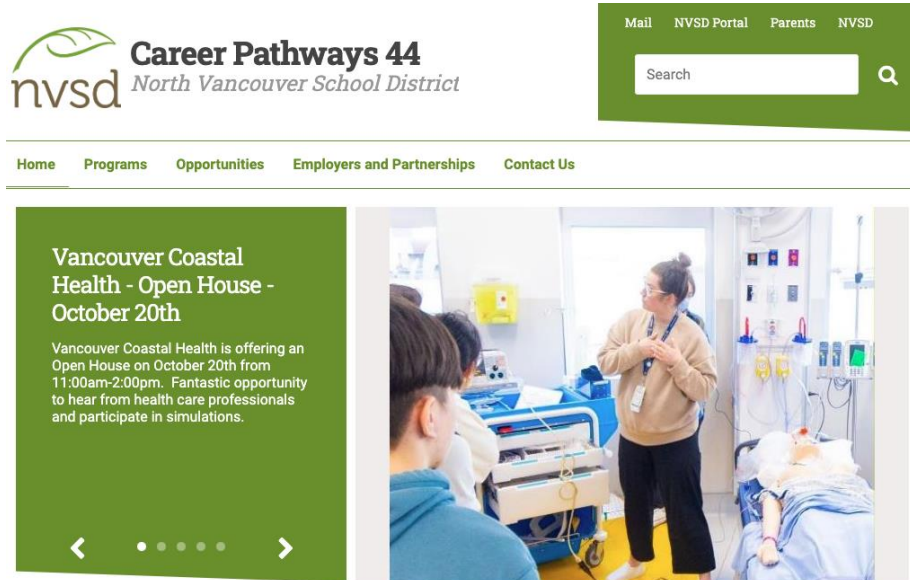 Mail NVSD Portal Parents NVSD
nvsd
Career Pathways 44
North Vancouver School District
Search
Home Programs Opportunities Employers and Partnerships Contact Us
Vancouver Coastal
Health - Open House -
October 20th
Vancouver Coastal Health is offering an
Open House on October 20th from
11:00am-2:00pm. Fantastic opportunity
to hear from health care professionals
and participate in simulations.